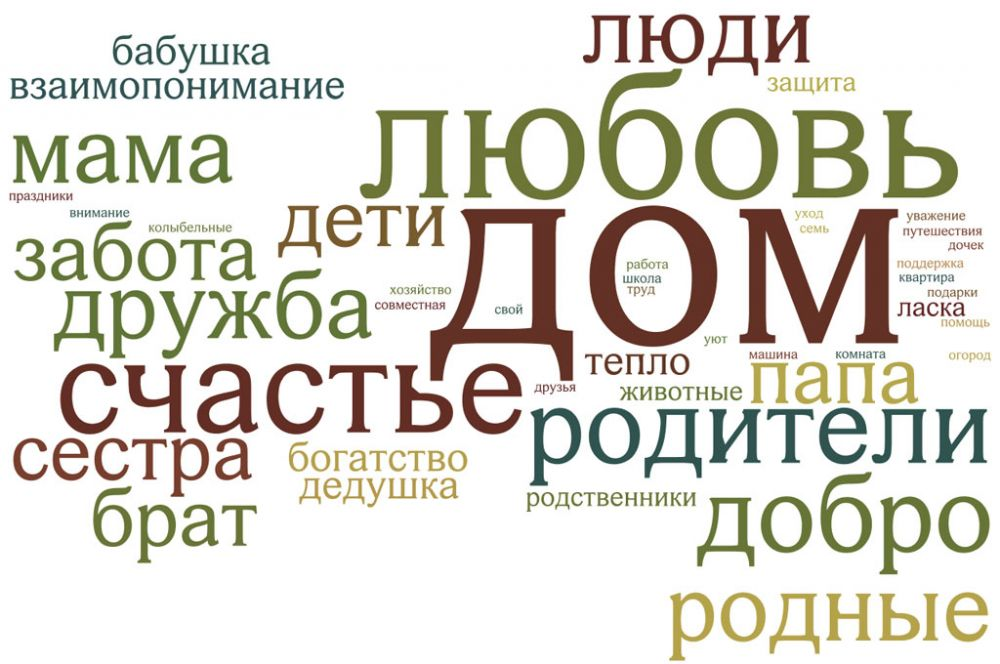 люди
бабушка
взаимопонимание
защита
любовь
мама
праздники
внимание
колыбельные
дети
дом
уход
семь
уважение
путешествия
дочек
забота
дружба
хозяйство
совместная
свой
работа
школа
труд
поддержка
квартира
подарки
ласка
помощь
уют
счастье
тепло
машина
комната
огород
друзья
животные
папа
родители
сестра
богатство
дедушка
родственники
брат
добро
родные